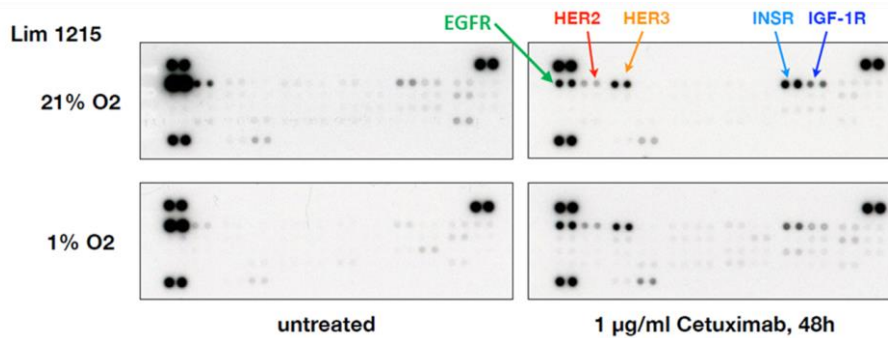 EGFR HER2 HER3 INSR IGF-1R
Lim 1215
21% O2
1% O2
untreated 1 µg/ml Cetuximab, 48h